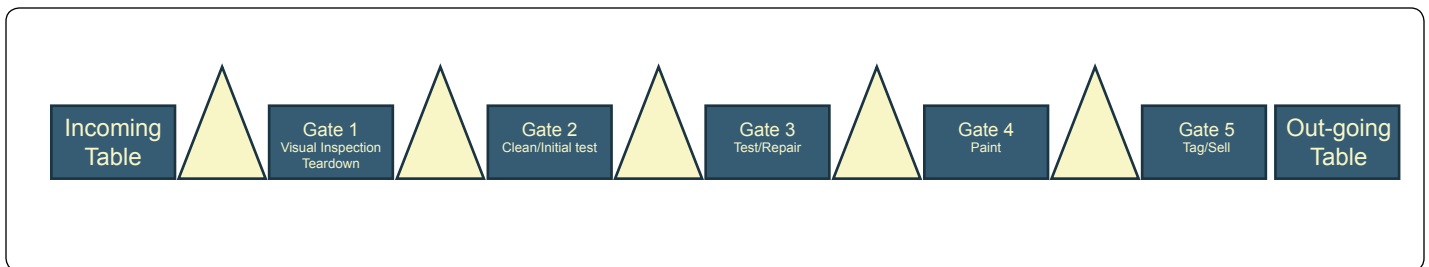 Incoming
Table
Gate 1
Visual Inspection
Teardown
Gate 2
Clean/Initial test
Gate 3
Test/Repair
Gate 4
Paint
Gate 5
Tag/Sell
Out-going
Table